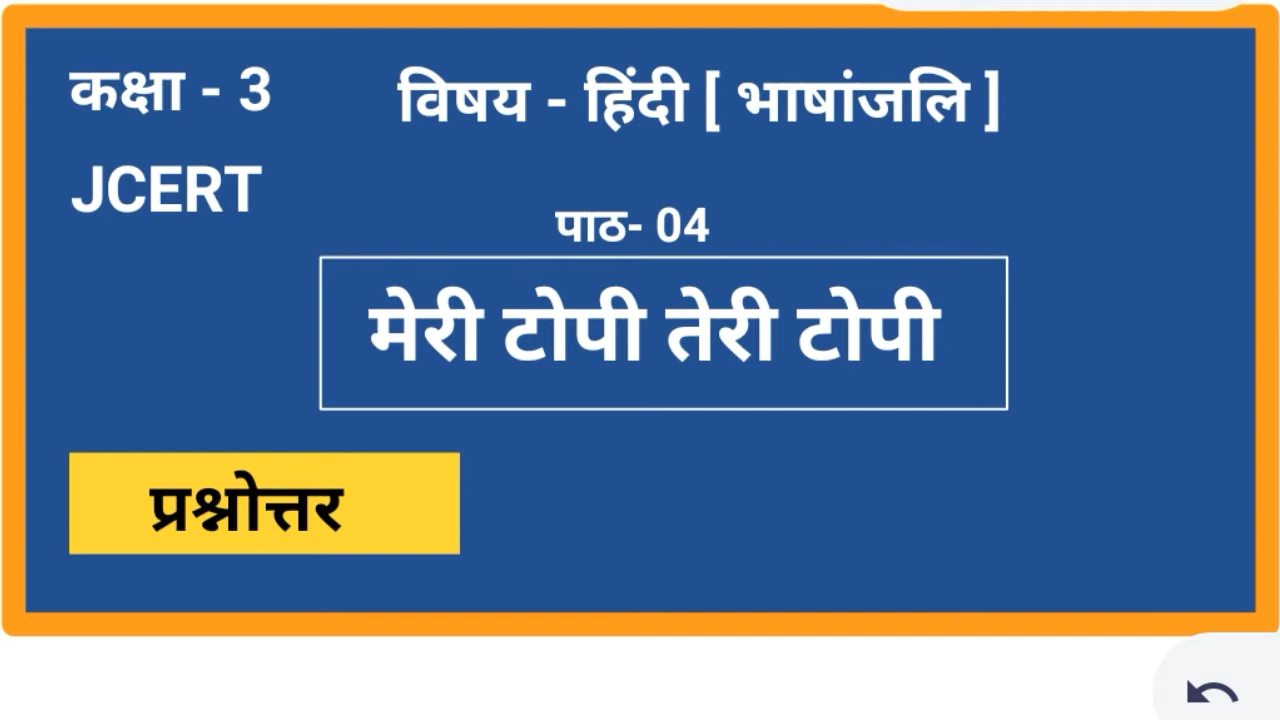 कक्षा - 3
विषय - हिंदी [ भाषांजलि ]
JCERT
पाठ- 04
मेरी टोपी तेरी टोपी
प्रश्नोत्तर